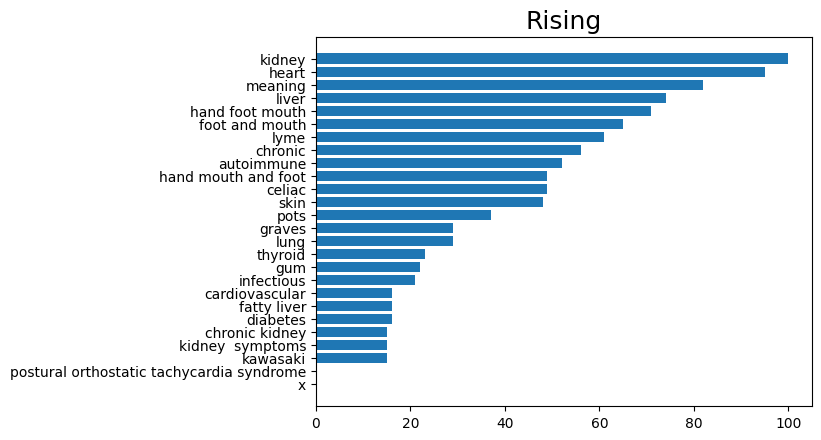 Rising
kidney
heart
meaning
liver
hand foot mouth
foot and mouth
lyme
chronic
autoimmune
hand mouth and foot
celiac
skin
pots
graves
lung
thyroid
gum
infectious
cardiovascular
fatty liver
diabetes
chronic kidney
kidney  symptoms
kawasaki
postural orthostatic tachycardia syndrome
x
0 20 40 60 80 100